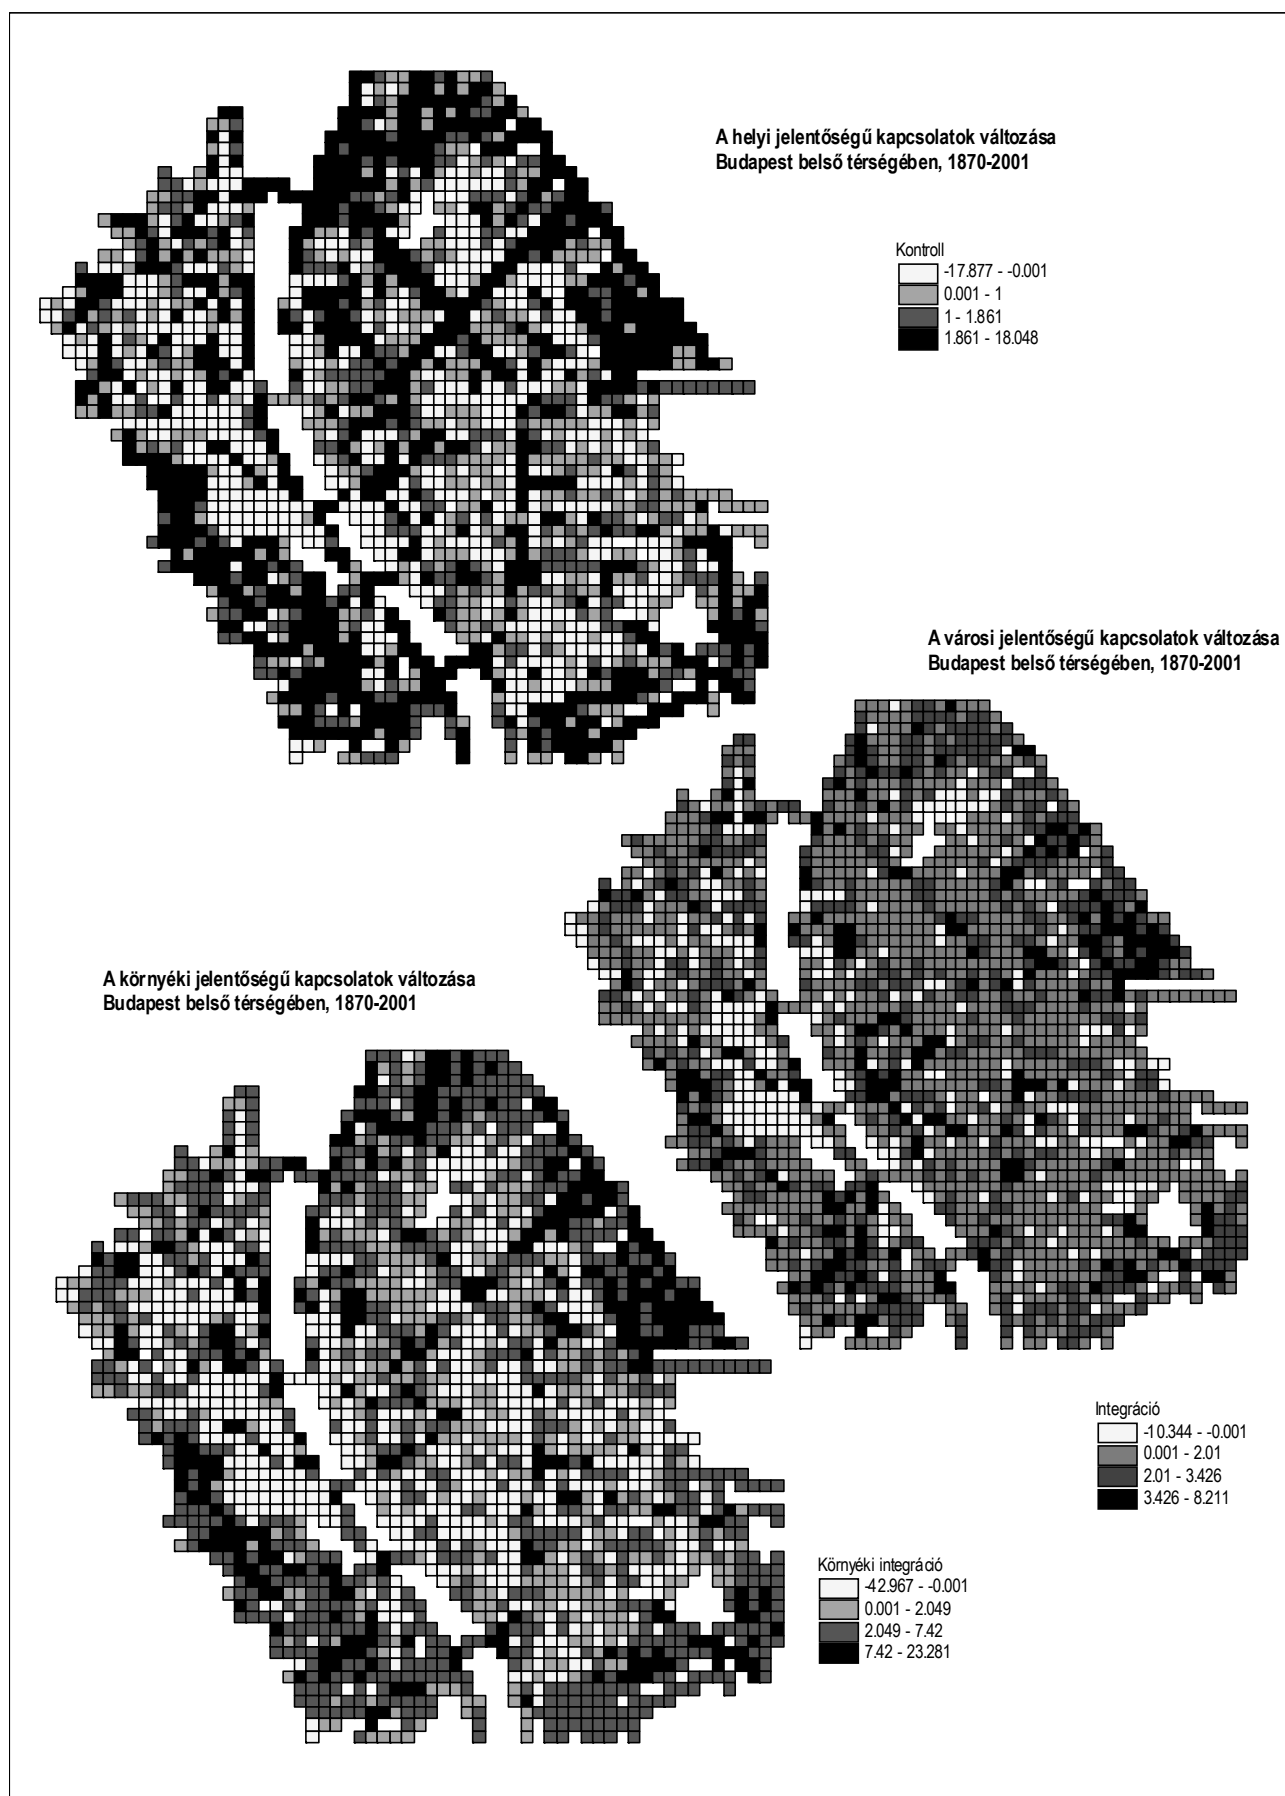 A helyi jelentőségű kapcsolatok változása
Budapest belső térségében, 1870-2001
Kontroll
-17.877 - -0.001
0.001 - 1
1 - 1.861
1.861 - 18.048
A városi jelentőségű kapcsolatok változása
Budapest belső térségében, 1870-2001
A környéki jelentőségű kapcsolatok változása
Budapest belső térségében, 1870-2001
Integráció
-10.344 - -0.001
0.001 - 2.01
2.01 - 3.426
3.426 - 8.211
Környéki integráció
-42.967 - -0.001
0.001 - 2.049
2.049 - 7.42
7.42 - 23.281